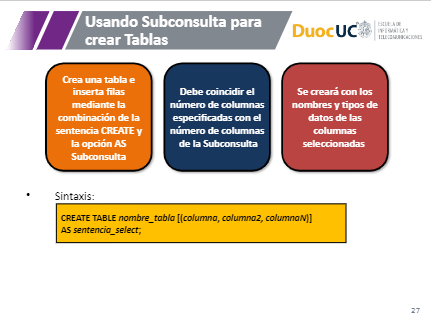 Usando Subconsulta para
crear Tablas
DuocUC
ESCUELA DE
INFORMÁTICA Y
TELECOMUNICACIONES
Crea una tabla e
inserta filas
mediante la
combinación de la
sentencia CREATE y
la opción AS
Subconsulta
Debe coincidir el
número de columnas
especificadas con el
número de columnas
de la Subconsulta
Se creará con los
nombres y tipos de
datos de las
columnas
seleccionadas
• Sintaxis:
CREATE TABLE nombre_tabla [(columna, columna2, columnaN)]
AS sentencia_select;
27